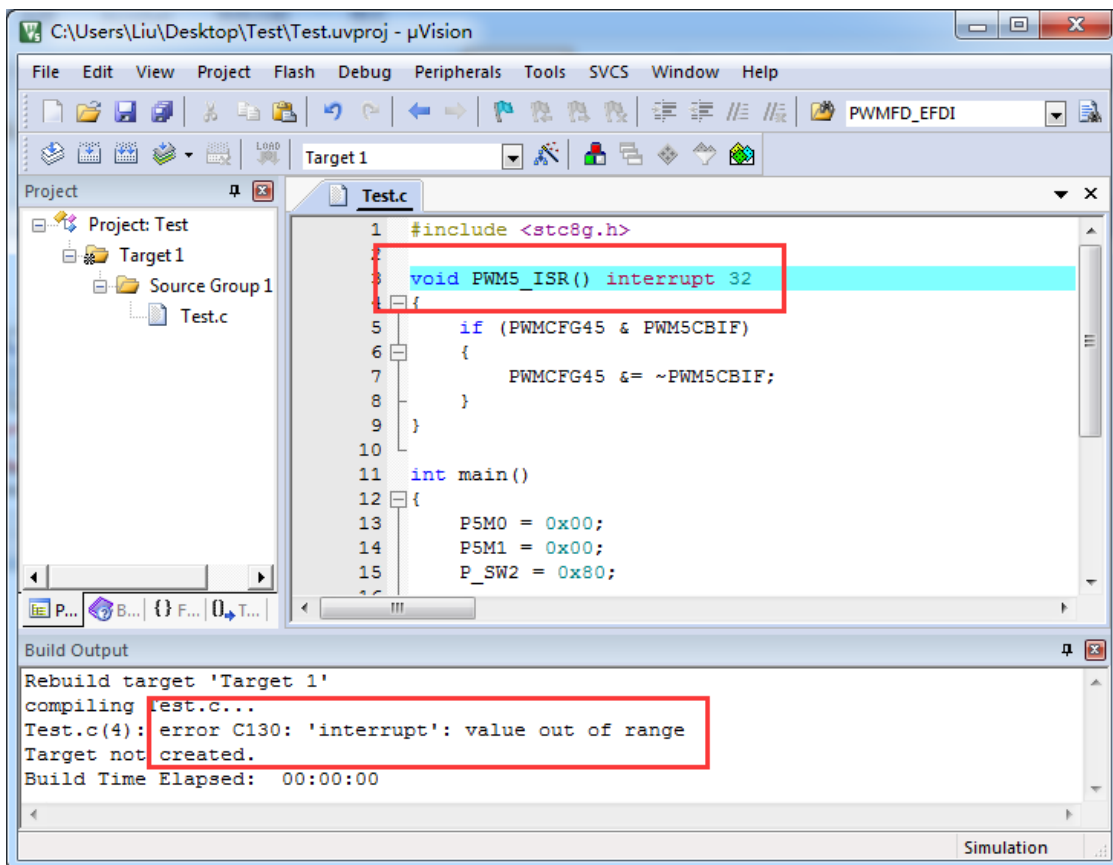 C:\Users\Liu\Desktop\Test\Test.uvproj - µVision
File Edit View Project Flash Debug Peripherals Tools SVCS Window Help
PWMFD_EFDI
LOAD
Target 1
Project
Test.c
Project: Test
Target 1
Source Group 1
Test.c
1 #include <stc8g.h>
2
3 void PWM5_ISR() interrupt 32
4 {
5 if (PWMCFG45 & PWM5CBIF)
6 {
7 PWMCFG45 &= ~PWM5CBIF;
8 }
9 }
10
11 int main()
12 {
13 P5M0 = 0x00;
14 P5M1 = 0x00;
15 P_SW2 = 0x80;
P... B... {} F... 0 T...
Build Output
Rebuild target 'Target 1'
compiling Test.c...
Test.c(4): error C130: 'interrupt': value out of range
Target not created.
Build Time Elapsed: 00:00:00
Simulation